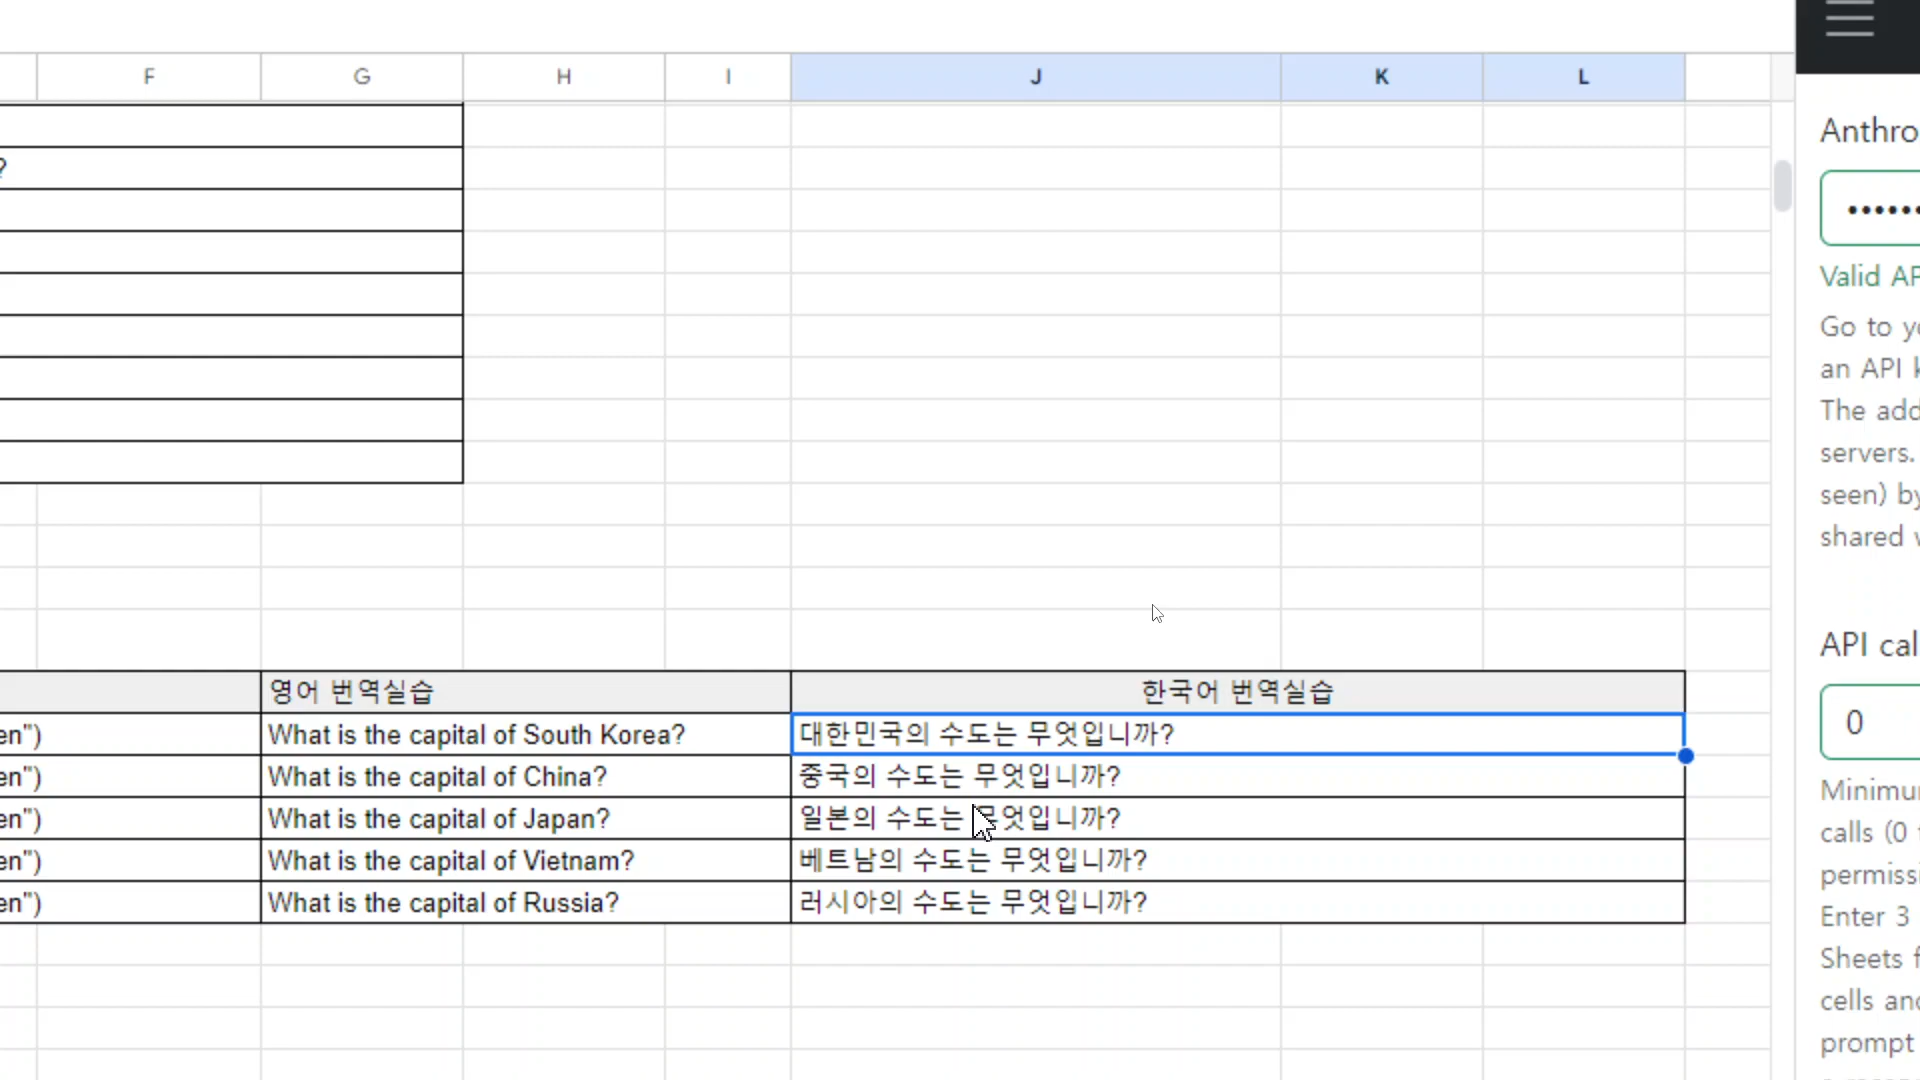 F G H I J K L
?
영어 번역실습 한국어 번역실습
en") What is the capital of South Korea? 대한민국의 수도는 무엇입니까?
en") What is the capital of China? 중국의 수도는 무엇입니까?
en") What is the capital of Japan? 일본의 수도는 무엇입니까?
en") What is the capital of Vietnam? 베트남의 수도는 무엇입니까?
en") What is the capital of Russia? 러시아의 수도는 무엇입니까?
Anthro
••••••
Valid AP
Go to y
an API k
The add
servers.
seen) by
shared w
API cal
0
Minimu
calls (0
permissi
Enter 3
Sheets f
cells and
prompt